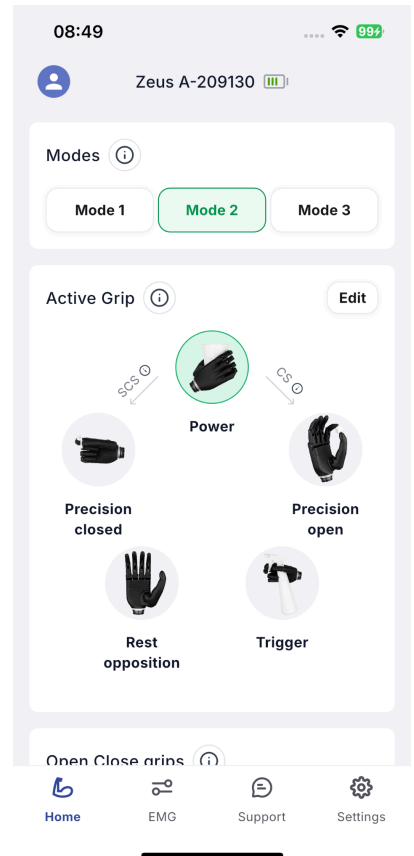 08:49
99
Zeus A-209130
Modes
Mode 1
Mode 2
Mode 3
Active Grip
Edit
SCS
CS
Power
Precision
closed
Precision
open
Rest
opposition
Trigger
Open Close grips
Home
EMG
Support
Settings